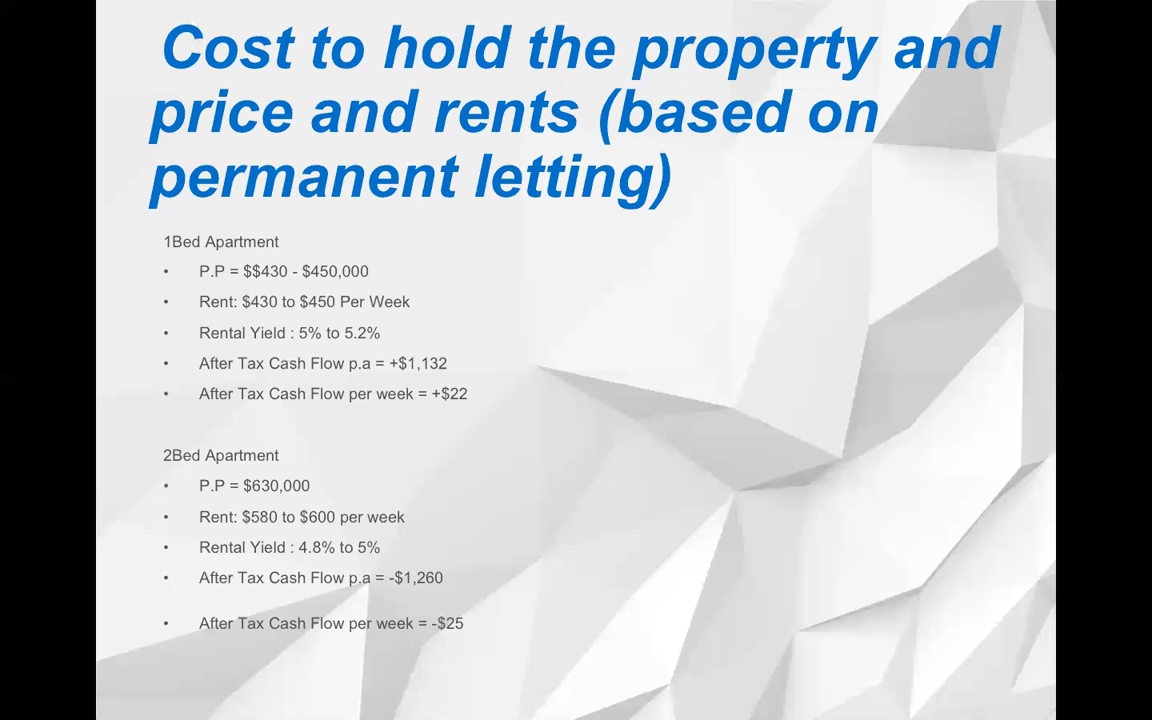 Cost to hold the property and
price and rents (based on
permanent letting)
1Bed Apartment
• P.P = $$430 - $450,000
• Rent: $430 to $450 Per Week
• Rental Yield : 5% to 5.2%
• After Tax Cash Flow p.a = +$1,132
• After Tax Cash Flow per week = +$22
2Bed Apartment
• P.P = $630,000
• Rent: $580 to $600 per week
• Rental Yield : 4.8% to 5%
• After Tax Cash Flow p.a = -$1,260
• After Tax Cash Flow per week = -$25